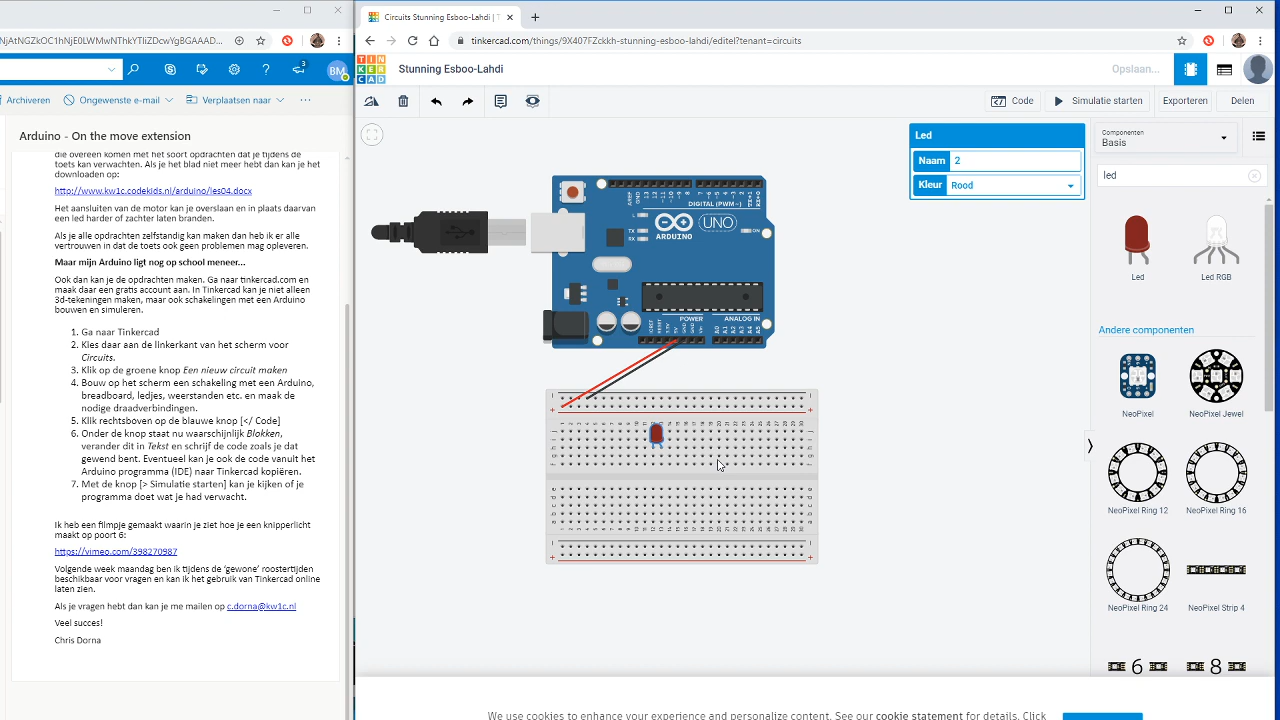 NjAtNGZkOC1hNjE0LWMwNThkYTliZDcwYgBGAAAD...
3
BM
Archiveren
Ongewenste e-mail
Verplaatsen naar
...
Arduino - On the move extension
die overeen komen met het soort opdrachten dat je tijdens de
toets kan verwachten. Als je het blad niet meer hebt dan kan je het
downloaden op:
http://www.kw1c.codekids.nl/arduino/les04.docx
Het aansluiten van de motor kan je overslaan en in plaats daarvan
een led harder of zachter laten branden.
Als je alle opdrachten zelfstandig kan maken dan heb ik er alle
vertrouwen in dat de toets ook geen problemen mag opleveren.
Maar mijn Arduino ligt nog op school meneer...
Ook dan kan je de opdrachten maken. Ga naar tinkercad.com en
maak daar een gratis account aan. In Tinkercad kan je niet alleen
3d-tekeningen maken, maar ook schakelingen met een Arduino
bouwen en simuleren.
1. Ga naar Tinkercad
2. Kies daar aan de linkerkant van het scherm voor
Circuits.
3. Klik op de groene knop Een nieuw circuit maken
4. Bouw op het scherm een schakeling met een Arduino,
breadboard, ledjes, weerstanden etc. en maak de
nodige draadverbindingen.
5. Klik rechtsboven op de blauwe knop [</ Code]
6. Onder de knop staat nu waarschijnlijk Blokken,
verander dit in Tekst en schrijf de code zoals je dat
gewend bent. Eventueel kan je ook de code vanuit het
Arduino programma (IDE) naar Tinkercad kopiëren.
7. Met de knop [> Simulatie starten] kan je kijken of je
programma doet wat je had verwacht.
Ik heb een filmpje gemaakt waarin je ziet hoe je een knipperlicht
maakt op poort 6:
https://vimeo.com/398270987
Volgende week maandag ben ik tijdens de 'gewone' roostertijden
beschikbaar voor vragen en kan ik het gebruik van Tinkercad online
laten zien.
Als je vragen hebt dan kan je me mailen op c.dorna@kw1c.nl
Veel succes!
Chris Dorna
Circuits Stunning Esboo-Lahdi | T
tinkercad.com/things/9X407FZckkh-stunning-esboo-lahdi/editel?tenant=circuits
TIN
KER
CAD
Stunning Esboo-Lahdi
Opslaan...
Code
Simulatie starten
Exporteren
Delen
Led
Naam 2
Kleur Rood
Componenten
Basis
led
Led
Led RGB
Andere componenten
NeoPixel
NeoPixel Jewel
NeoPixel Ring 12
NeoPixel Ring 16
NeoPixel Ring 24
NeoPixel Strip 4
6
8
DIGITAL (PWM~)
L
TX
RX
ON
UNO
ARDUINO
POWER
ANALOG IN
We use cookies to enhance your experience and personalize content. See our cookie statement for details. Click